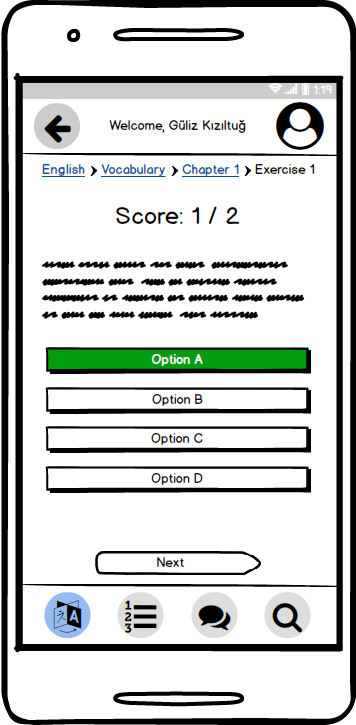 1:19
Welcome, Güliz Kızıltuğ
English > Vocabulary > Chapter 1 > Exercise 1
Score: 1 / 2
Option A
Option B
Option C
Option D
Next
A
1
2
3